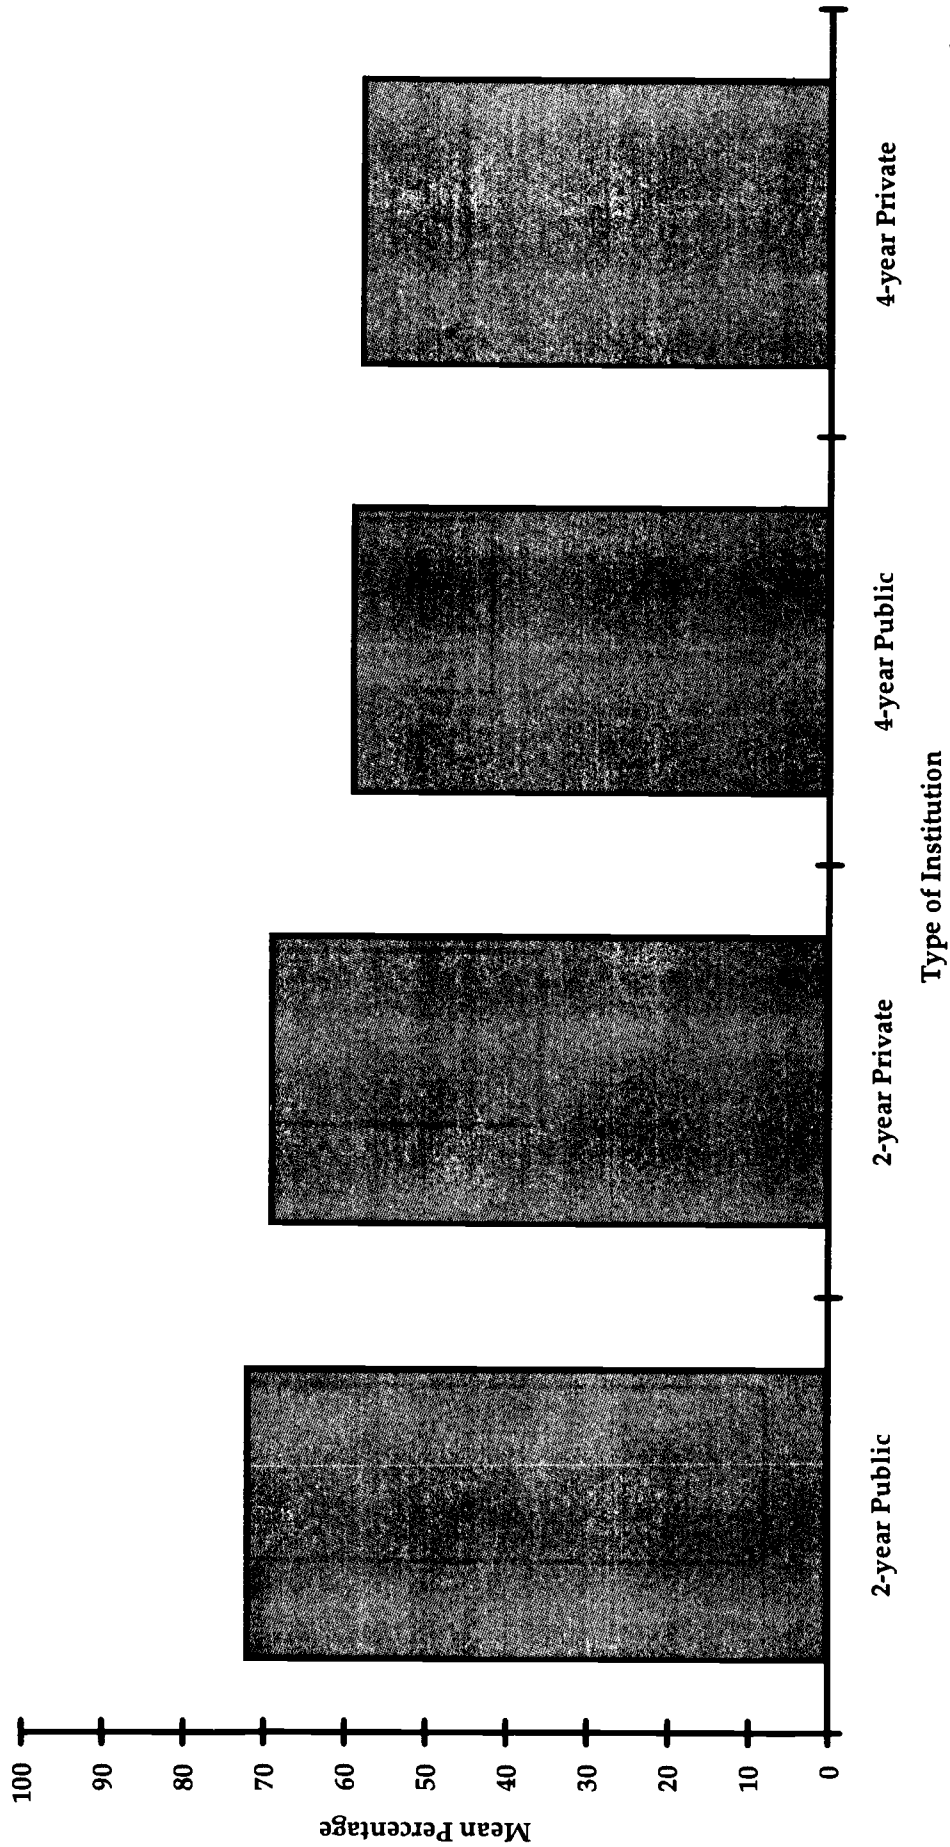 Mean Percentage
100
90
80
70
60
50
40
30
20
10
0
2-year Public
2-year Private
4-year Public
4-year Private
Type of Institution